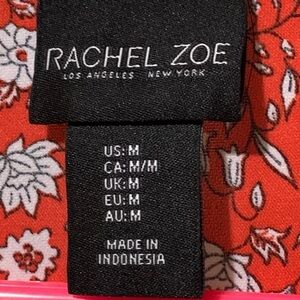 RACHEL ZOE
LOS ANGELES NEW YORK
US: M
CA: M/M
UK: M
EU: M
AU: M
MADE IN
INDONESIA